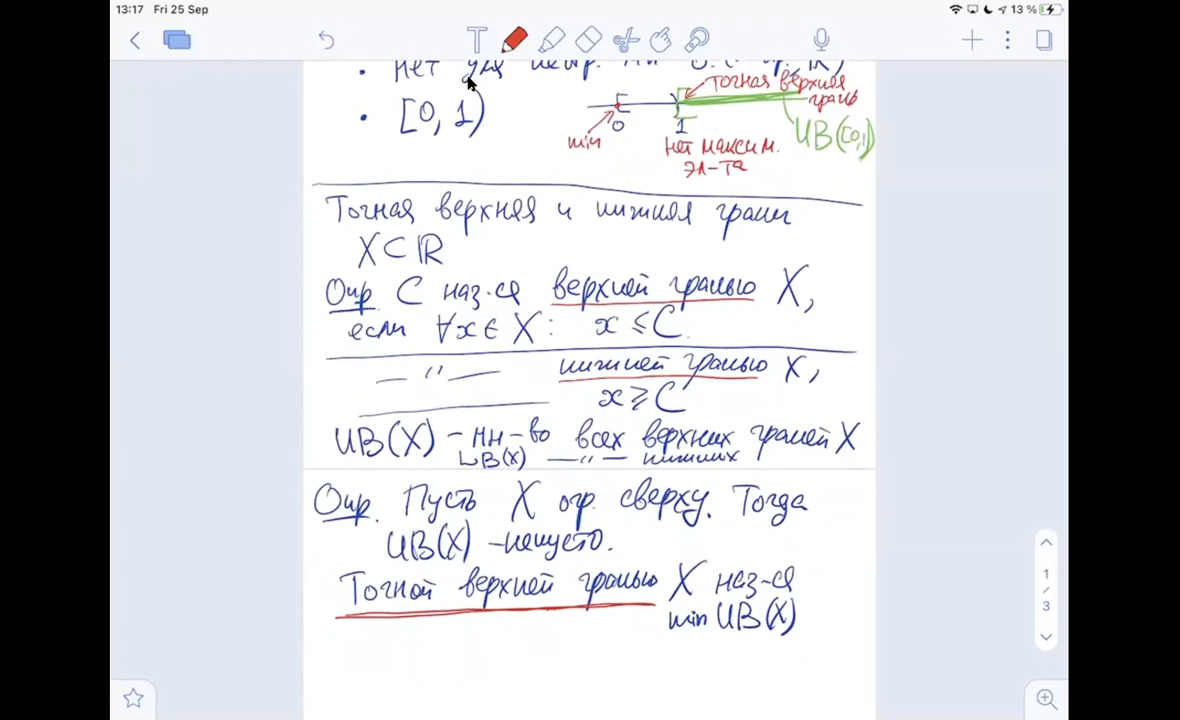 13:17 Fri 25 Sep
13 %
• нет для
• [0, 1)
точная верхняя
грань
0
1
min
UB([0,1)
нет максим.
эл-та
Точная верхняя и нижняя грани
X ⊂ ℝ
Опр. C наз-ся верхней гранью X,
если ∀x ∈ X: x ≤ C.
— " — нижней гранью X,
x ≥ C
UB(X) – мн-во всех верхних граней X
LB(X) — " — нижних
Опр. Пусть X огр. сверху. Тогда
UB(X) – непусто.
Точной верхней гранью X наз-ся
min UB(X)
1
/
3